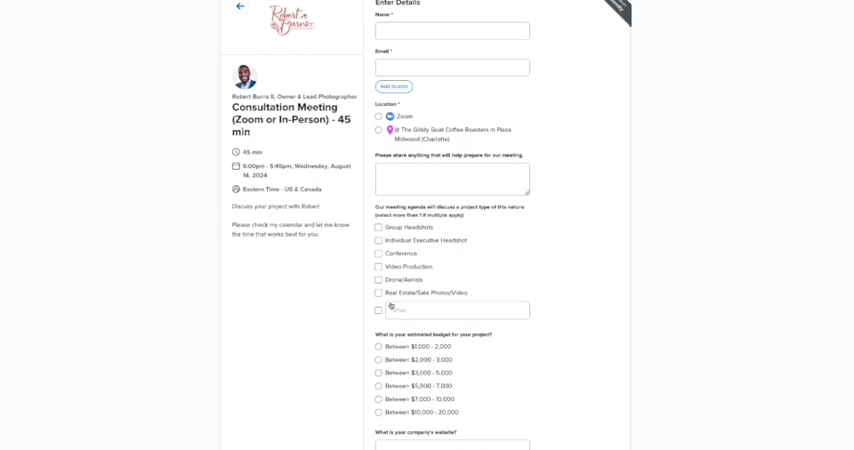 Robert
Burns
Robert Burns II, Owner & Lead Photographer
Consultation Meeting
(Zoom or In-Person) - 45
min
45 min
5:00pm - 5:45pm, Wednesday, August
14, 2024
Eastern Time - US & Canada
Discuss your project with Robert.
Please check my calendar and let me know
the time that works best for you.
Enter Details
Name *
Email *
Add Guests
Location *
Zoom
@ The Giddy Goat Coffee Roasters in Plaza
Midwood (Charlotte)
Please share anything that will help prepare for our meeting.
Our meeting agenda will discuss a project type of this nature:
(select more than 1 if multiple apply)
Group Headshots
Individual Executive Headshot
Conference
Video Production
Drone/Aerials
Real Estate/Sale Photos/Video
Other
What is your estimated budget for your project?
Between $1,000 - 2,000
Between $2,000 - 3,000
Between $3,000 - 5,000
Between $5,000 - 7,000
Between $7,000 - 10,000
Between $10,000 - 20,000
What is your company's website?